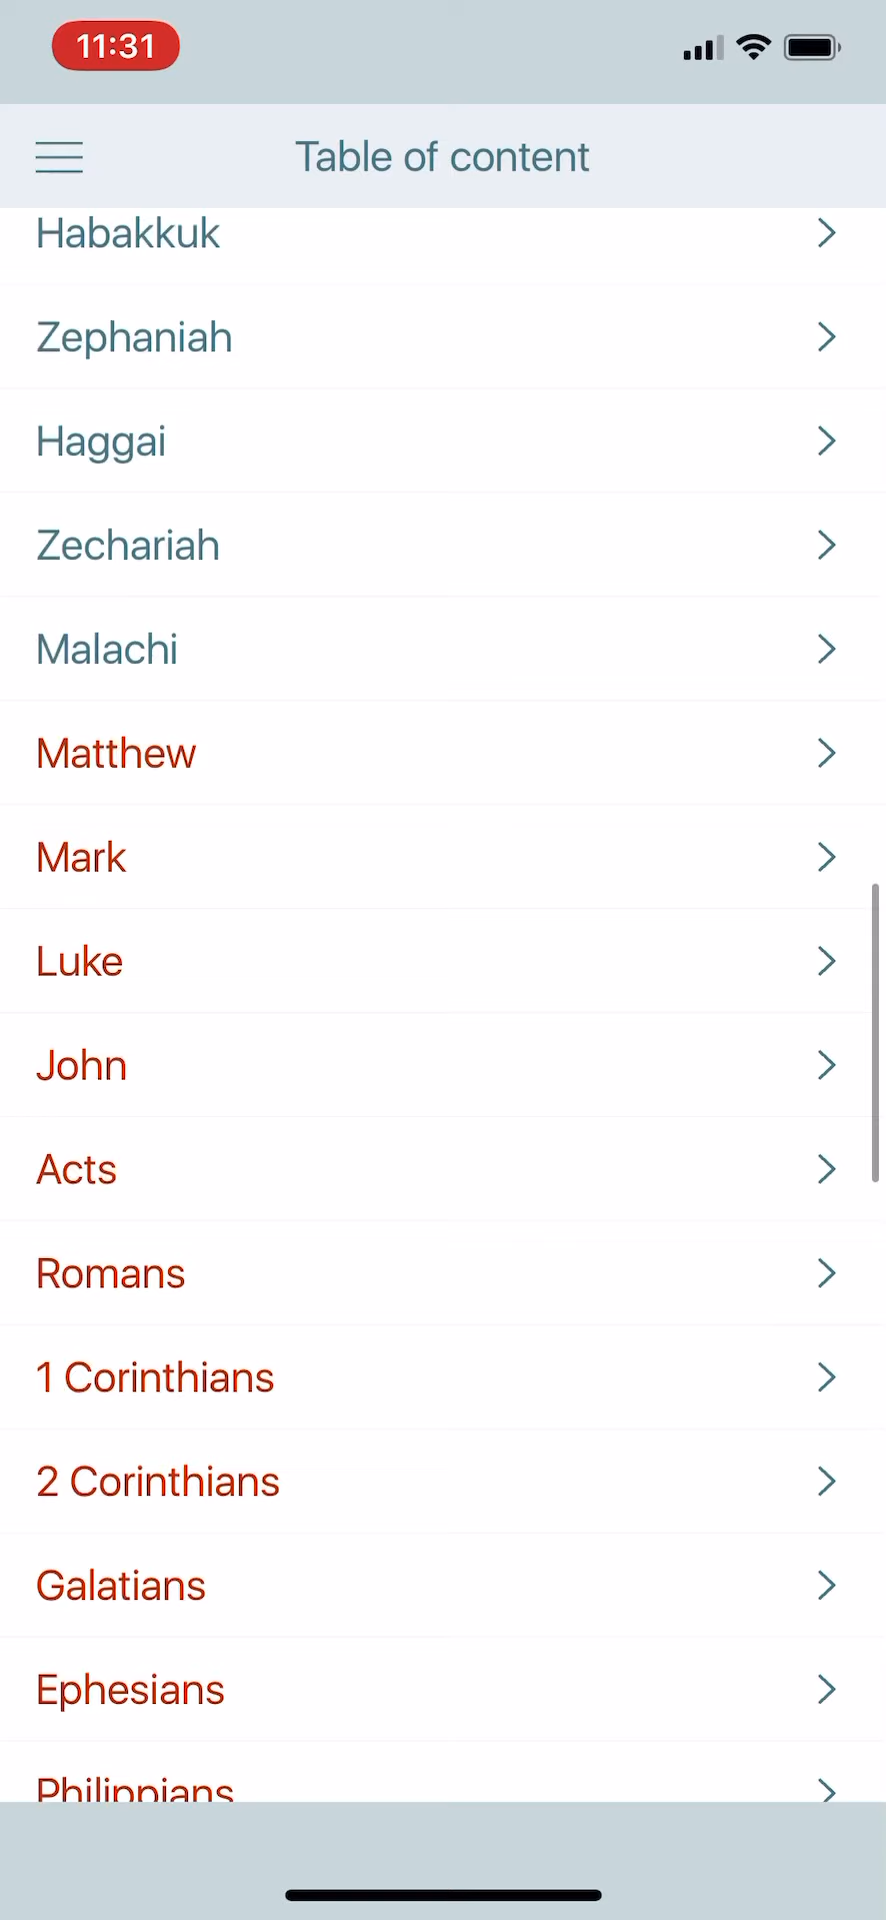 11:31
Table of content
Habakkuk
Zephaniah
Haggai
Zechariah
Malachi
Matthew
Mark
Luke
John
Acts
Romans
1 Corinthians
2 Corinthians
Galatians
Ephesians
Philippians